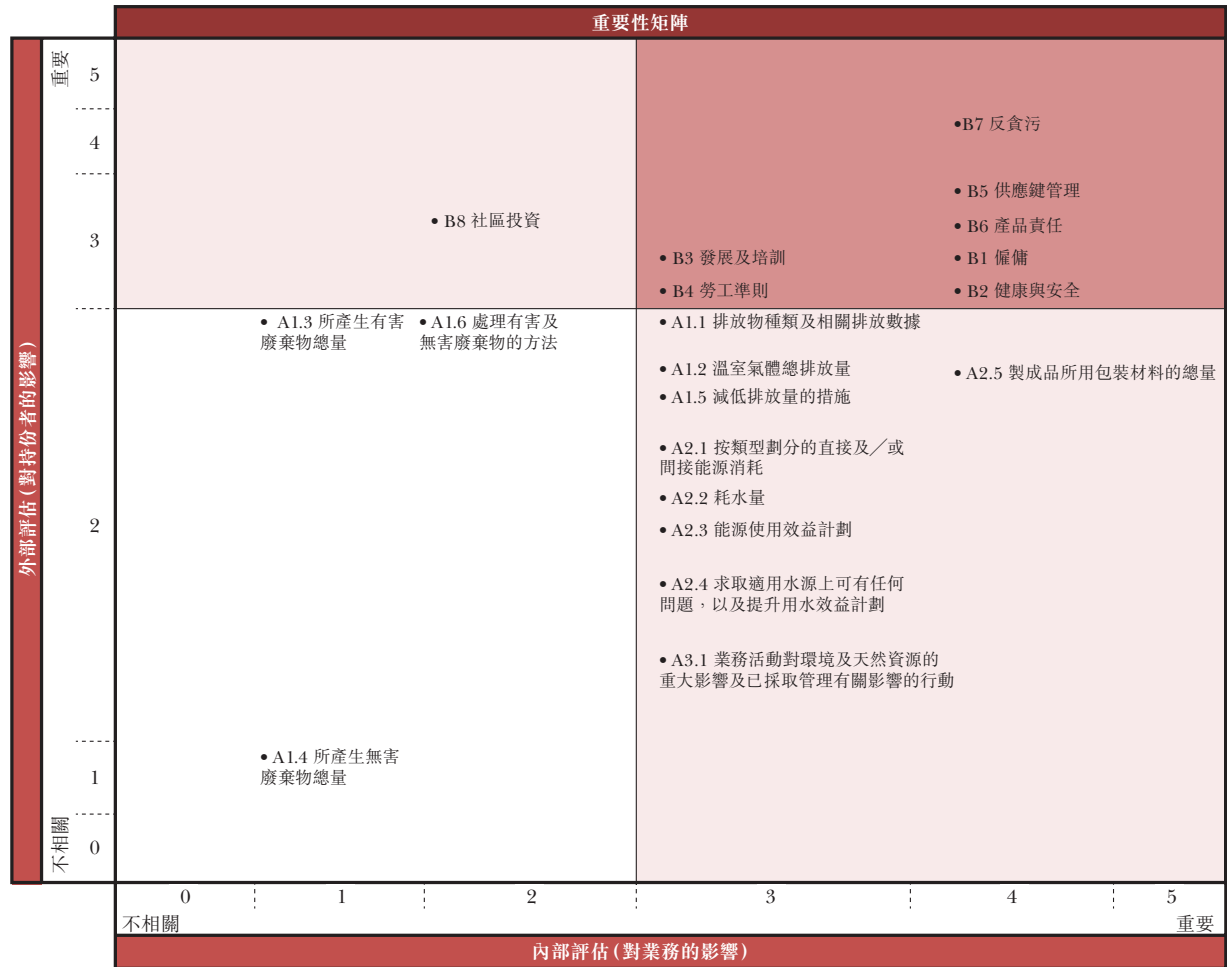 重要性矩陣
外部評估(對持份者的影響)
重要
5
4
3
2
1
0
不相關
•B7 反貪污
• B5 供應鍵管理
• B8 社區投資
• B6 產品責任
• B3 發展及培訓
• B1 僱傭
• B4 勞工準則
• B2 健康與安全
• A1.3 所產生有害
廢棄物總量
• A1.6 處理有害及
無害廢棄物的方法
• A1.1 排放物種類及相關排放數據
• A1.2 溫室氣體總排放量
• A2.5 製成品所用包裝材料的總量
• A1.5 減低排放量的措施
• A2.1 按類型劃分的直接及╱或
間接能源消耗
• A2.2 耗水量
• A2.3 能源使用效益計劃
• A2.4 求取適用水源上可有任何
問題，以及提升用水效益計劃
• A3.1 業務活動對環境及天然資源的
重大影響及已採取管理有關影響的行動
• A1.4 所產生無害
廢棄物總量
0
1
2
3
4
5
不相關
重要
內部評估(對業務的影響)